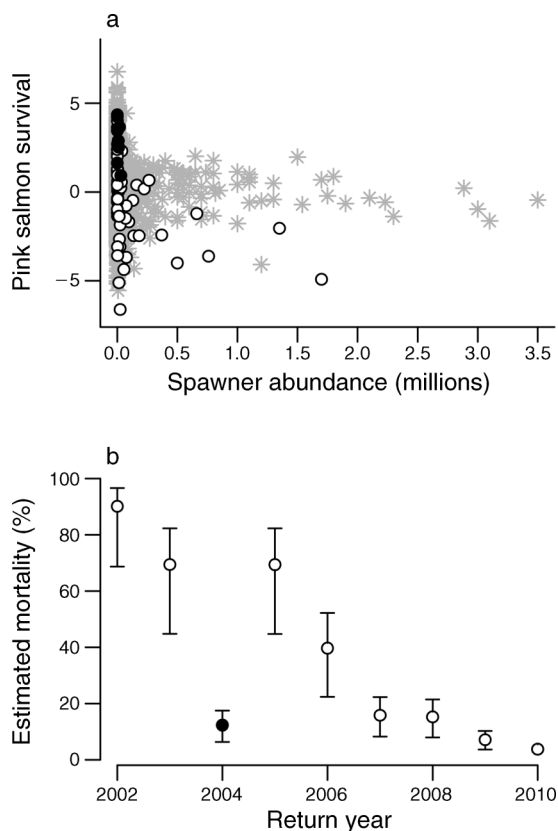 a
Pink salmon survival
5
0
−5
0.0 0.5 1.0 1.5 2.0 2.5 3.0 3.5
Spawner abundance (millions)
b
Estimated mortality (%)
100
80
60
40
20
0
2002 2004 2006 2008 2010
Return year